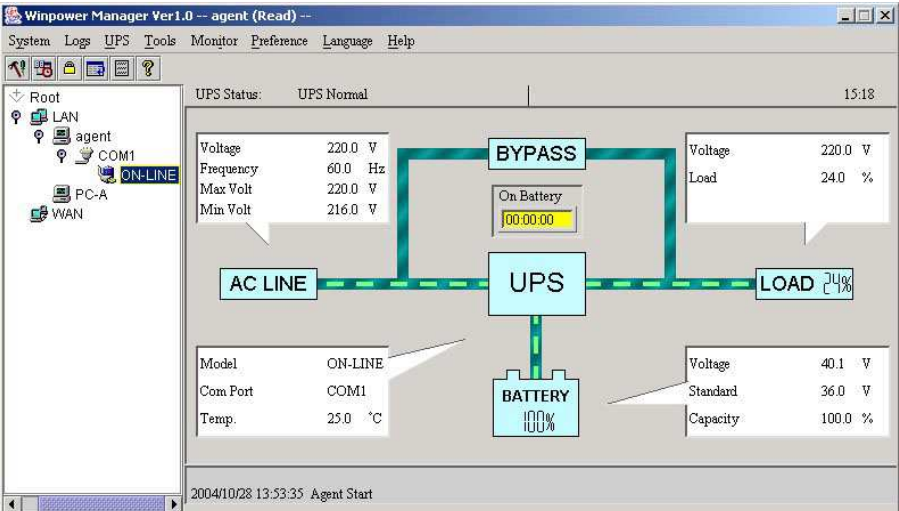 Winpower Manager Ver1.0 -- agent (Read) --
System Logs UPS Tools Monitor Preference Language Help
Root
LAN
agent
COM1
ON-LINE
PC-A
WAN
UPS Status: UPS Normal 15:18
Voltage 220.0 V
Frequency 60.0 Hz
Max Volt 220.0 V
Min Volt 216.0 V
BYPASS
On Battery
00:00:00
Voltage 220.0 V
Load 24.0 %
AC LINE
UPS
LOAD 24%
Model ON-LINE
Com Port COM1
Temp. 25.0 °C
BATTERY
100%
Voltage 40.1 V
Standard 36.0 V
Capacity 100.0 %
2004/10/28 13:53:35 Agent Start